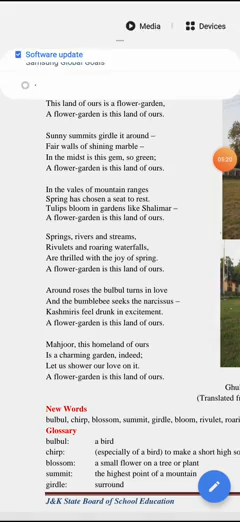 Media
Devices
Software update
Samsung Global Goals
This land of ours is a flower-garden,
A flower-garden is this land of ours.
Sunny summits girdle it around –
Fair walls of shining marble –
In the midst is this gem, so green;
A flower-garden is this land of ours.
In the vales of mountain ranges
Spring has chosen a seat to rest.
Tulips bloom in gardens like Shalimar –
A flower-garden is this land of ours.
Springs, rivers and streams,
Rivulets and roaring waterfalls,
Are thrilled with the joy of spring.
A flower-garden is this land of ours.
Around roses the bulbul turns in love
And the bumblebee seeks the narcissus –
Kashmiris feel drunk in excitement.
A flower-garden is this land of ours.
Mahjoor, this homeland of ours
Is a charming garden, indeed;
Let us shower our love on it.
A flower-garden is this land of ours.
(Translated
New Words
bulbul, chirp, blossom, summit, girdle, bloom, rivulet,
Glossary
bulbul: a bird
chirp: (especially of a bird) to make a short high
blossom: a small flower on a tree or plant
summit: the highest point of a mountain
girdle: surround
J&K State Board of School Education